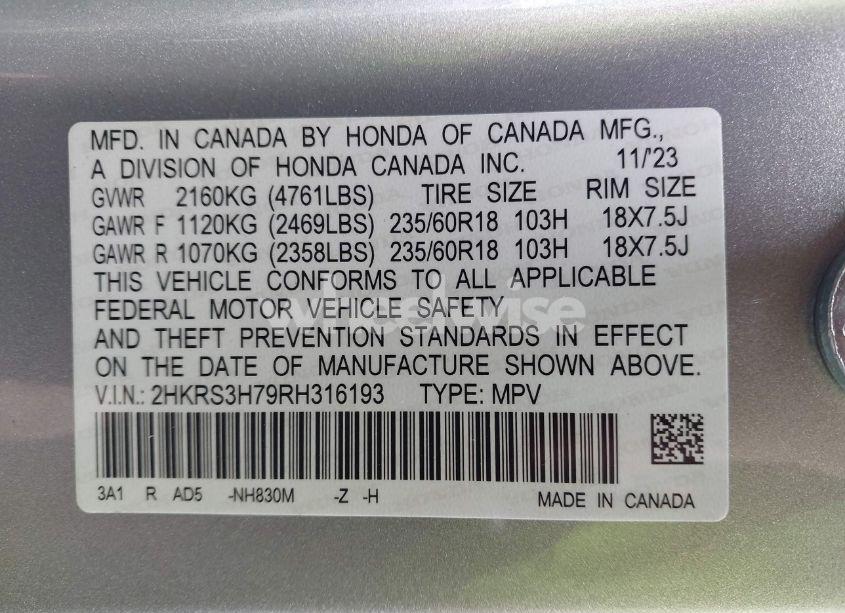 MFD. IN CANADA BY HONDA OF CANADA MFG.,
A DIVISION OF HONDA CANADA INC. 11/'23
GVWR 2160KG (4761LBS) TIRE SIZE RIM SIZE
GAWR F 1120KG (2469LBS) 235/60R18 103H 18X7.5J
GAWR R 1070KG (2358LBS) 235/60R18 103H 18X7.5J
THIS VEHICLE CONFORMS TO ALL APPLICABLE
FEDERAL MOTOR VEHICLE SAFETY
wheelwise
AND THEFT PREVENTION STANDARDS IN EFFECT
ON THE DATE OF MANUFACTURE SHOWN ABOVE.
V.I.N.: 2HKRS3H79RH316193 TYPE: MPV
3A1 R AD5 -NH830M -Z -H MADE IN CANADA